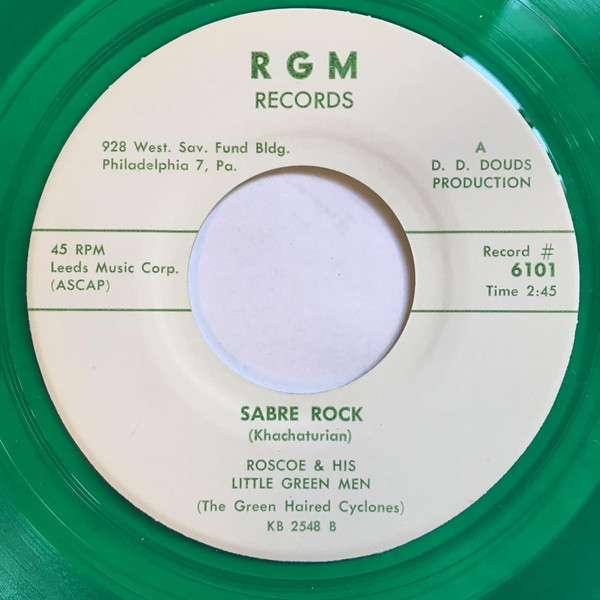 R G M
RECORDS
928 West. Sav. Fund Bldg.
Philadelphia 7, Pa.
A
D. D. DOUDS
PRODUCTION
45 RPM
Leeds Music Corp.
(ASCAP)
Record #
6101
Time 2:45
SABRE ROCK
(Khachaturian)
ROSCOE & HIS
LITTLE GREEN MEN
(The Green Haired Cyclones)
KB 2548 B